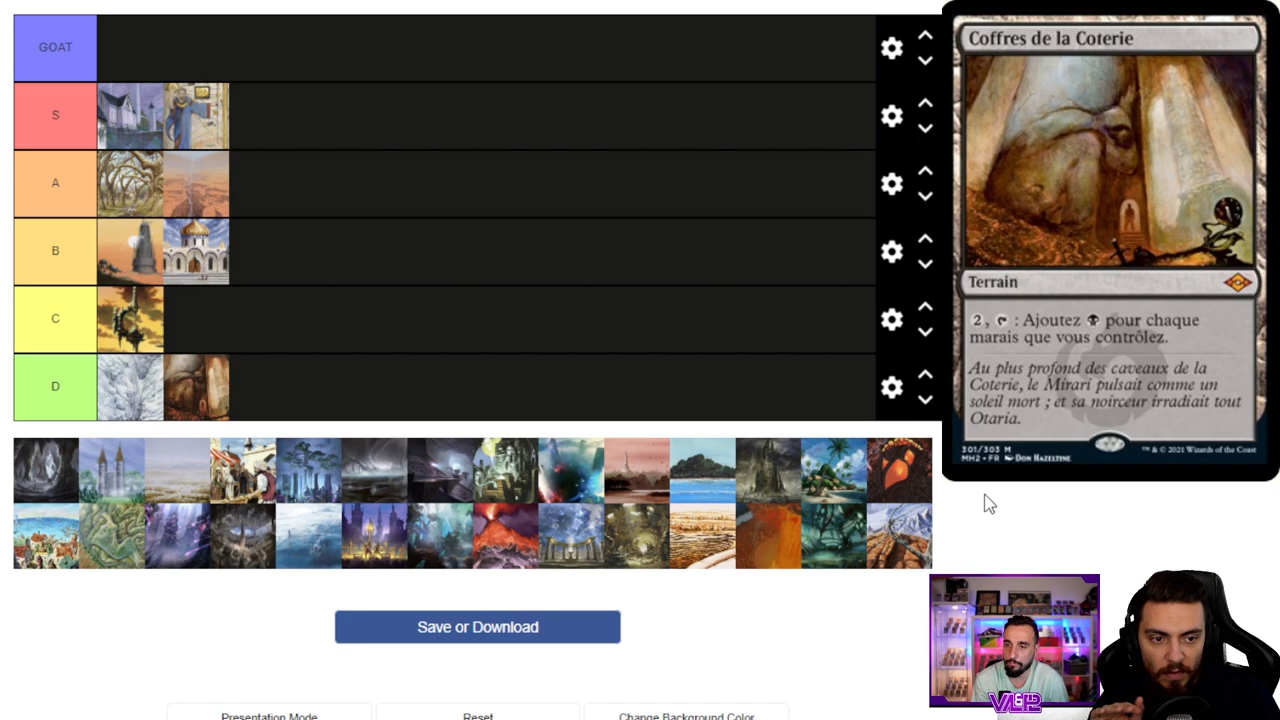 GOAT
S
A
B
C
D
Coffres de la Coterie
Terrain
2, : Ajoutez pour chaque
marais que vous contrôlez.
Au plus profond des caveaux de la
Coterie, le Mirari pulsait comme un
soleil mort ; et sa noirceur irradiait tout
Otaria.
301/303 M
MH2 • FR DON HAZELTINE
™ & © 2021 Wizards of the Coast
Save or Download
Presentation Mode
Reset
Change Background Color